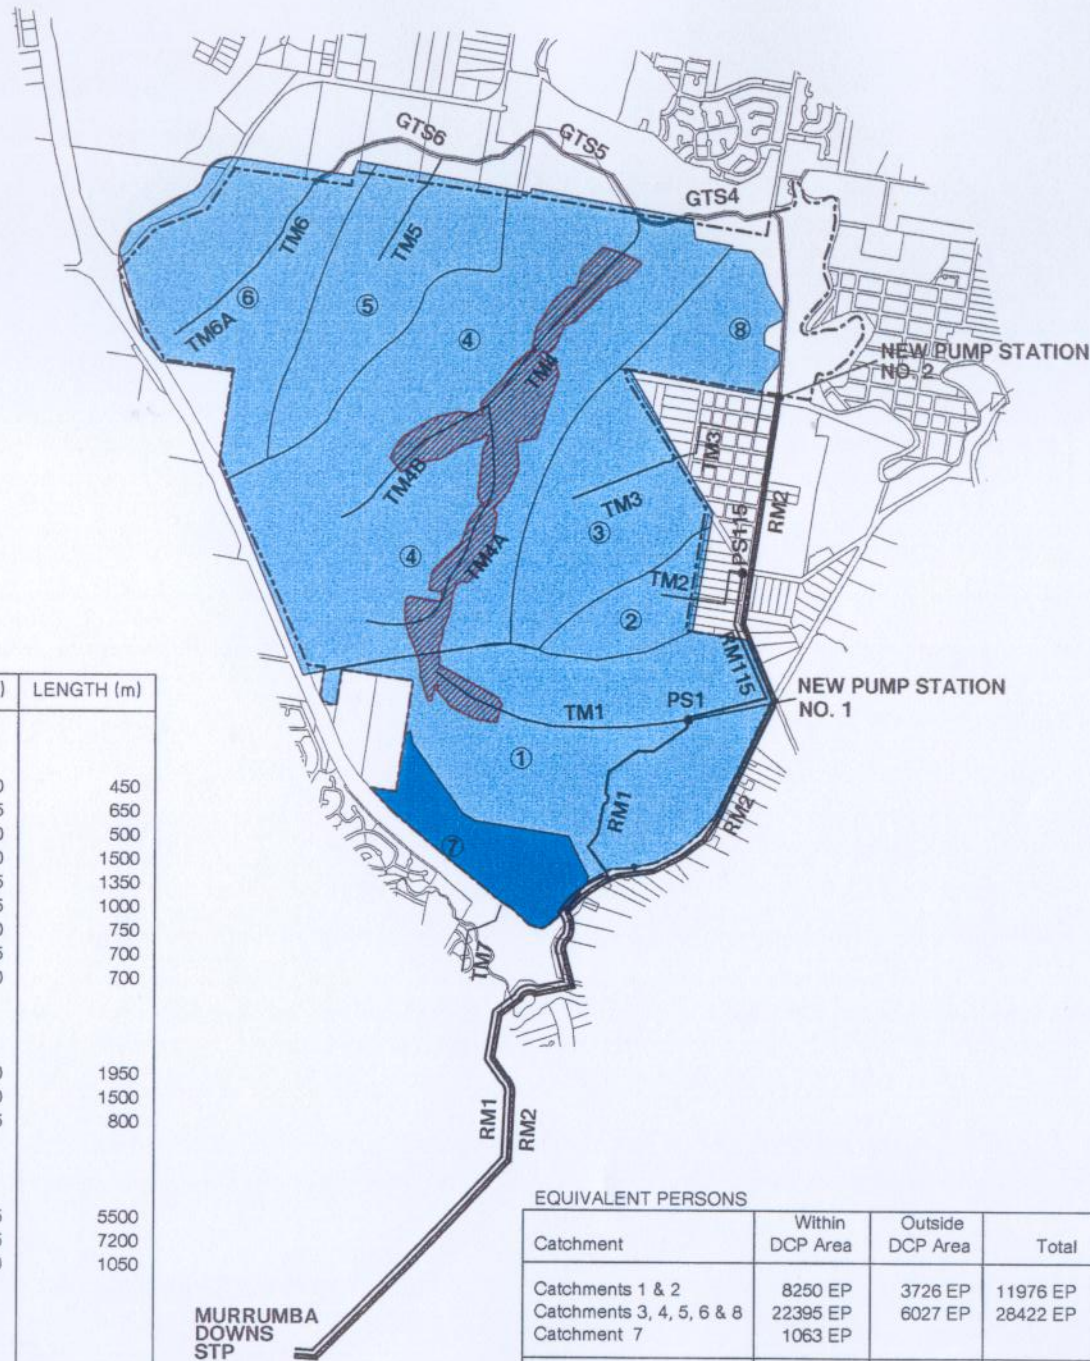 GTS6
GTS5
GTS4
TM6
TM5
TM6A
⑥
⑤
④
⑧
TM4
NEW PUMP STATION
NO. 2
TM3
TM4B
TM3
RM2
③
PS115
④
TM4A
TM2
②
RM115
NEW PUMP STATION
NO. 1
PS1
TM1
①
RM1
RM2
⑦
TM7
RM1
RM2
MURRUMBA
DOWNS
STP
LENGTH (m)
450
650
500
1500
1350
1000
750
700
700
1950
1500
800
5500
7200
1050
EQUIVALENT PERSONS
Catchment Within DCP Area Outside DCP Area Total
Catchments 1 & 2 8250 EP 3726 EP 11976 EP
Catchments 3, 4, 5, 6 & 8 22395 EP 6027 EP 28422 EP
Catchment 7 1063 EP